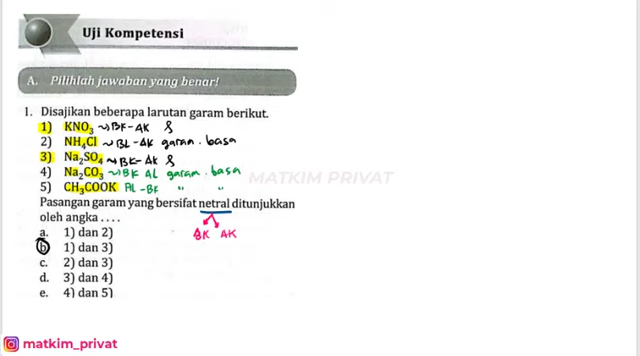 Uji Kompetensi
A. Pilihlah jawaban yang benar!
1. Disajikan beberapa larutan garam berikut.
1) KNO₃ ~> BK-AK
2) NH₄Cl ~> BL-AK garam. basa
3) Na₂SO₄ ~> BK-AK
4) Na₂CO₃ ~> BK AL garam. basa
5) CH₃COOK AL-BK " "
MATKIM PRIVAT
Pasangan garam yang bersifat netral ditunjukkan
oleh angka . . . .
BK AK
a. 1) dan 2)
b. 1) dan 3)
c. 2) dan 3)
d. 3) dan 4)
e. 4) dan 5)
matkim_privat